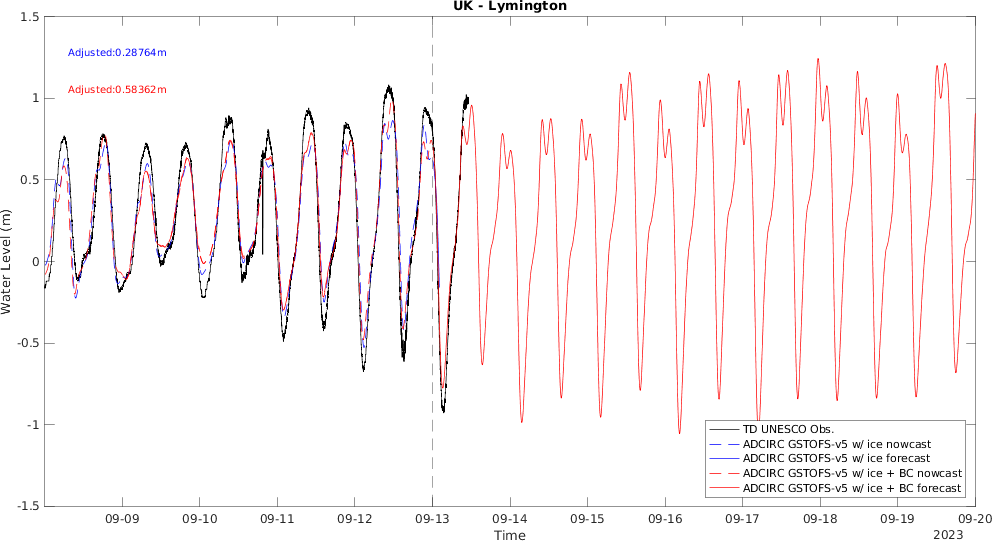 UK - Lymington
Adjusted:0.28764m
Adjusted:0.58362m
Water Level (m)
1.5
1
0.5
0
-0.5
-1
-1.5
TD UNESCO Obs.
ADCIRC GSTOFS-v5 w/ ice nowcast
ADCIRC GSTOFS-v5 w/ ice forecast
ADCIRC GSTOFS-v5 w/ ice + BC nowcast
ADCIRC GSTOFS-v5 w/ ice + BC forecast
09-09 09-10 09-11 09-12 09-13 09-14 09-15 09-16 09-17 09-18 09-19 09-20
Time
2023